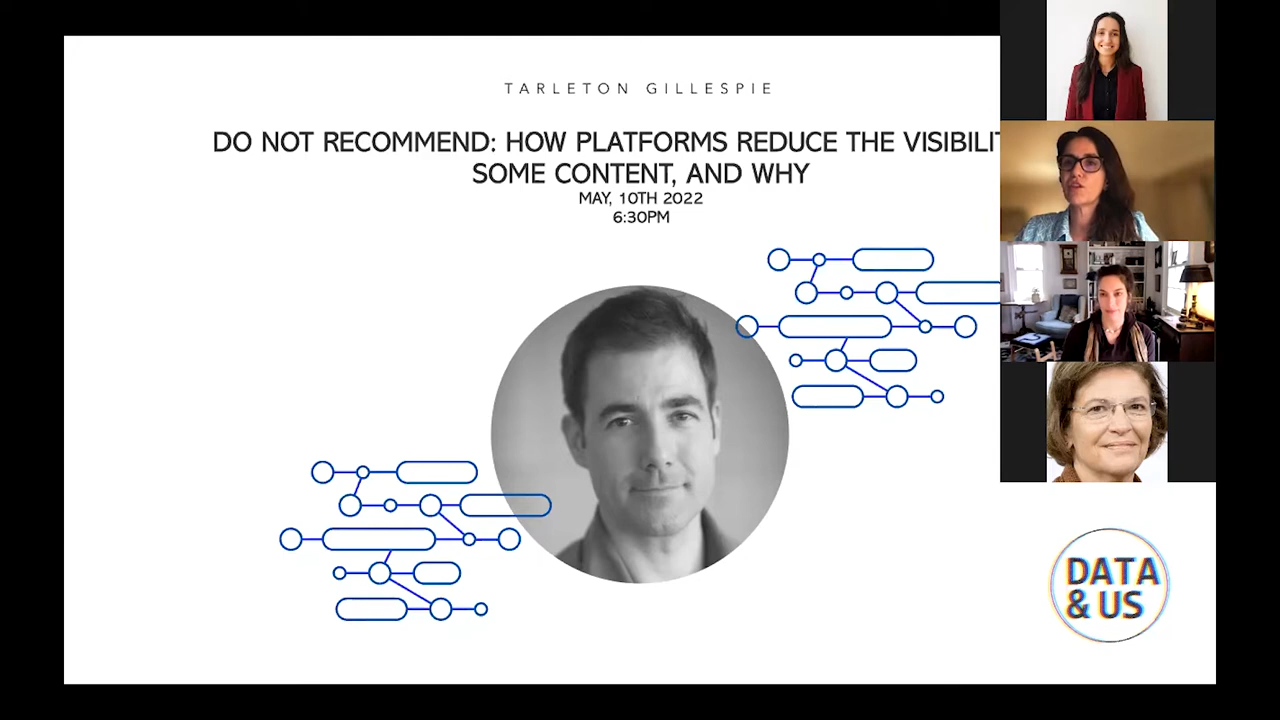 TARLETON GILLESPIE
DO NOT RECOMMEND: HOW PLATFORMS REDUCE THE VISIBILI
SOME CONTENT, AND WHY
MAY, 10TH 2022
6:30PM
DATA
& US